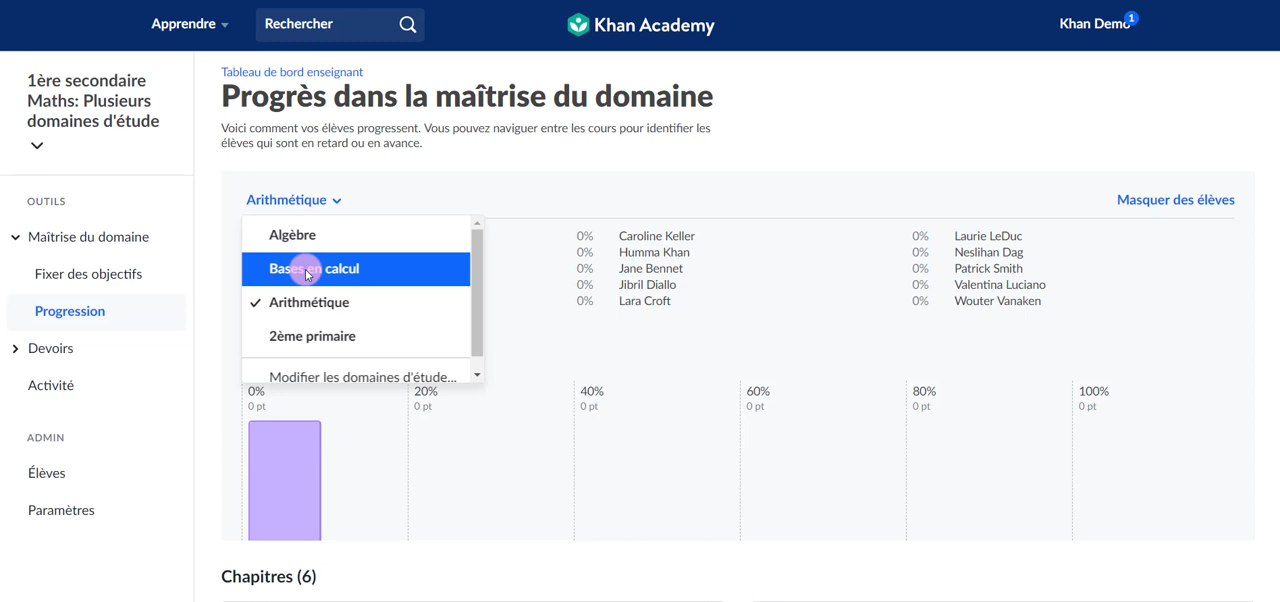 Apprendre
Rechercher
Khan Academy
Khan Demo
1
1ère secondaire
Maths: Plusieurs
domaines d'étude
OUTILS
Maîtrise du domaine
Fixer des objectifs
Progression
Devoirs
Activité
ADMIN
Élèves
Paramètres
Tableau de bord enseignant
Progrès dans la maîtrise du domaine
Voici comment vos élèves progressent. Vous pouvez naviguer entre les cours pour identifier les
élèves qui sont en retard ou en avance.
Arithmétique
Masquer des élèves
Algèbre
Bases en calcul
Arithmétique
2ème primaire
Modifier les domaines d'étude...
0% Caroline Keller
0% Humma Khan
0% Jane Bennet
0% Jibril Diallo
0% Lara Croft
0% Laurie LeDuc
0% Neslihan Dag
0% Patrick Smith
0% Valentina Luciano
0% Wouter Vanaken
0% 20% 40% 60% 80% 100%
0 pt 0 pt 0 pt 0 pt 0 pt 0 pt
Chapitres (6)